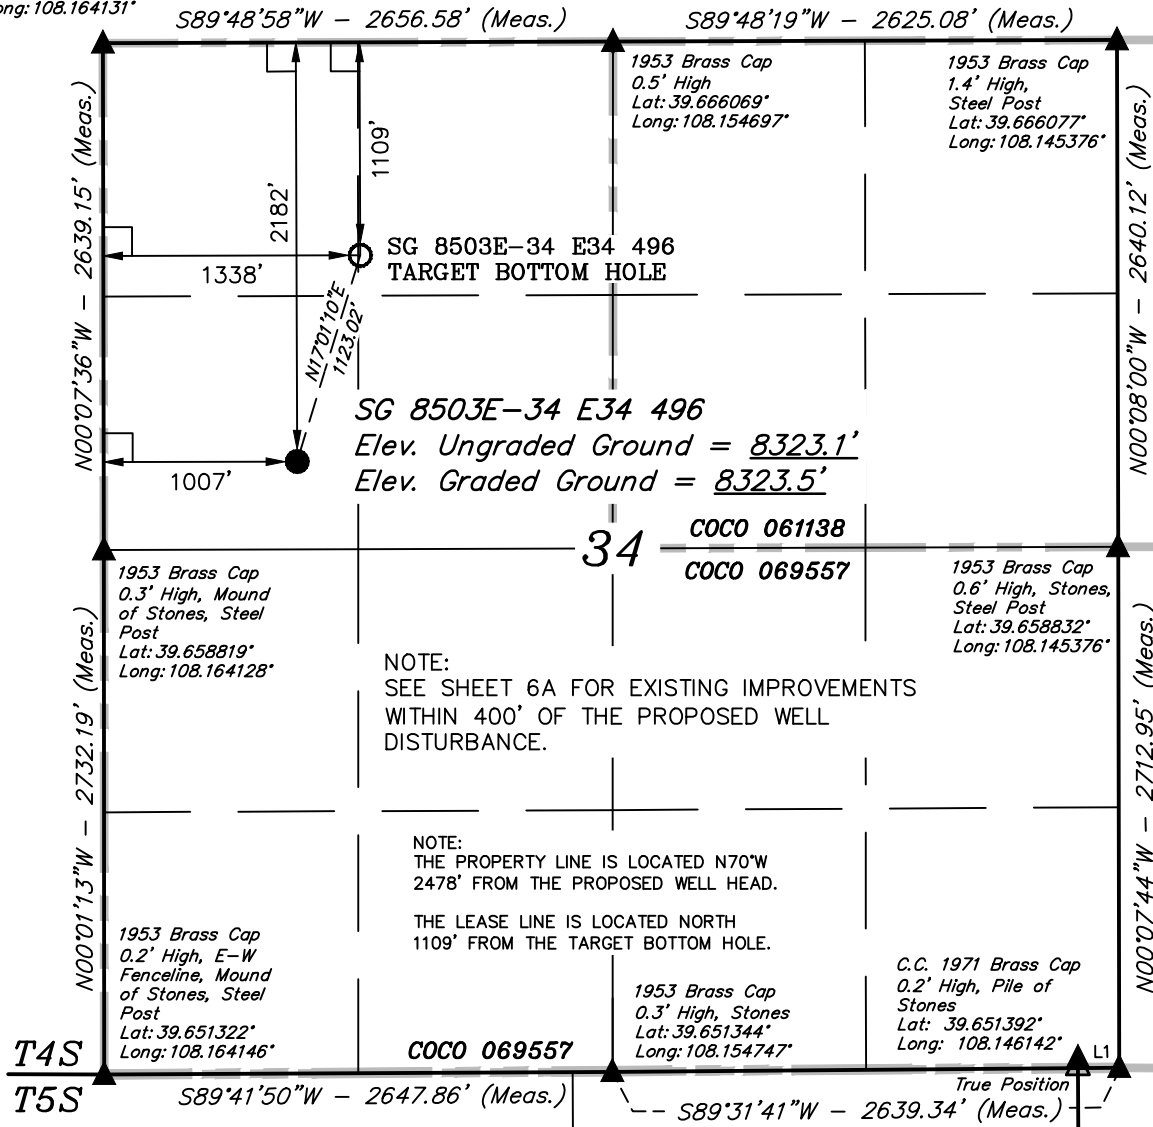 Long: 108.164131°
S89°48'58"W - 2656.58' (Meas.)
S89°48'19"W - 2625.08' (Meas.)
1953 Brass Cap
0.5' High
Lat: 39.666069°
Long: 108.154697°
1953 Brass Cap
1.4' High,
Steel Post
Lat: 39.666077°
Long: 108.145376°
N00°07'36"W - 2639.15' (Meas.)
N00°08'00"W - 2640.12' (Meas.)
1109'
2182'
SG 8503E-34 E34 496
TARGET BOTTOM HOLE
1338'
N17°01'10"E
1123.02'
SG 8503E-34 E34 496
Elev. Ungraded Ground = 8323.1'
Elev. Graded Ground = 8323.5'
1007'
COCO 061138
34
COCO 069557
1953 Brass Cap
0.3' High, Mound
of Stones, Steel
Post
Lat: 39.658819°
Long: 108.164128°
1953 Brass Cap
0.6' High, Stones,
Steel Post
Lat: 39.658832°
Long: 108.145376°
NOTE:
SEE SHEET 6A FOR EXISTING IMPROVEMENTS
WITHIN 400' OF THE PROPOSED WELL
DISTURBANCE.
N00°01'13"W - 2732.19' (Meas.)
N00°07'44"W - 2712.95' (Meas.)
NOTE:
THE PROPERTY LINE IS LOCATED N70°W
2478' FROM THE PROPOSED WELL HEAD.
THE LEASE LINE IS LOCATED NORTH
1109' FROM THE TARGET BOTTOM HOLE.
1953 Brass Cap
0.2' High, E-W
Fenceline, Mound
of Stones, Steel
Post
Lat: 39.651322°
Long: 108.164146°
1953 Brass Cap
0.3' High, Stones
Lat: 39.651344°
Long: 108.154747°
C.C. 1971 Brass Cap
0.2' High, Pile of
Stones
Lat: 39.651392°
Long: 108.146142°
COCO 069557
L1
T4S
T5S
True Position
S89°41'50"W - 2647.86' (Meas.)
S89°31'41"W - 2639.34' (Meas.)